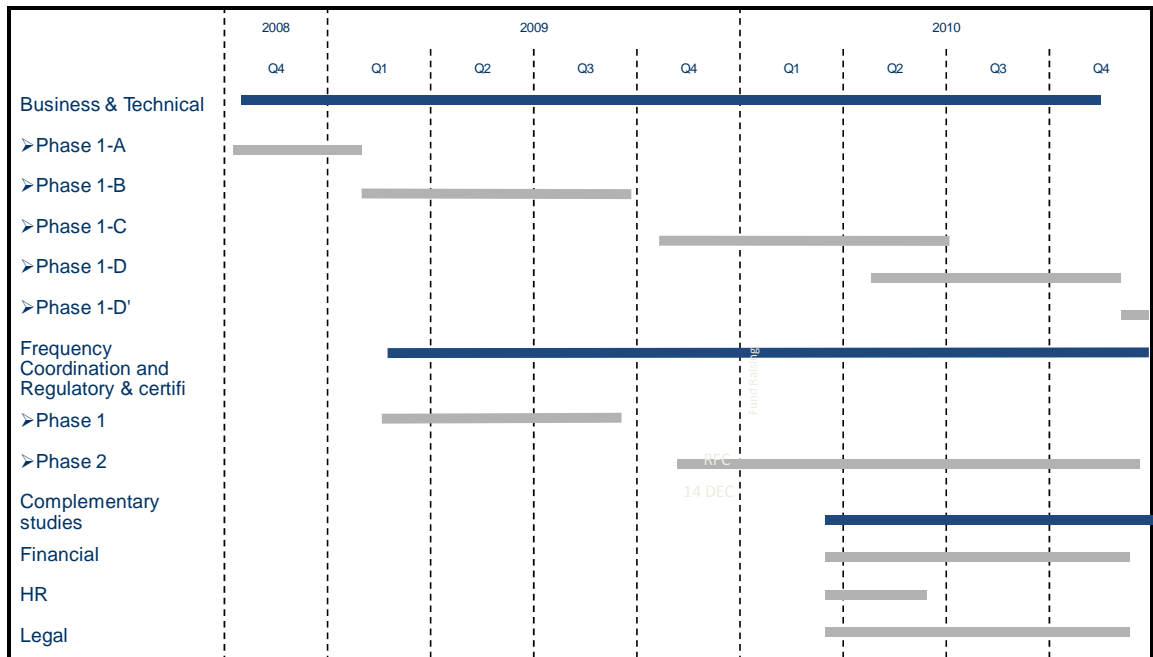 2008
2009
2010
Q4
Q1
Q2
Q3
Q4
Q1
Q2
Q3
Q4
Business & Technical
➢Phase 1-A
➢Phase 1-B
➢Phase 1-C
➢Phase 1-D
➢Phase 1-D'
Frequency
Coordination and
Regulatory & certifi
Fund Raising
➢Phase 1
➢Phase 2
RFC
14 DEC
Complementary
studies
Financial
HR
Legal